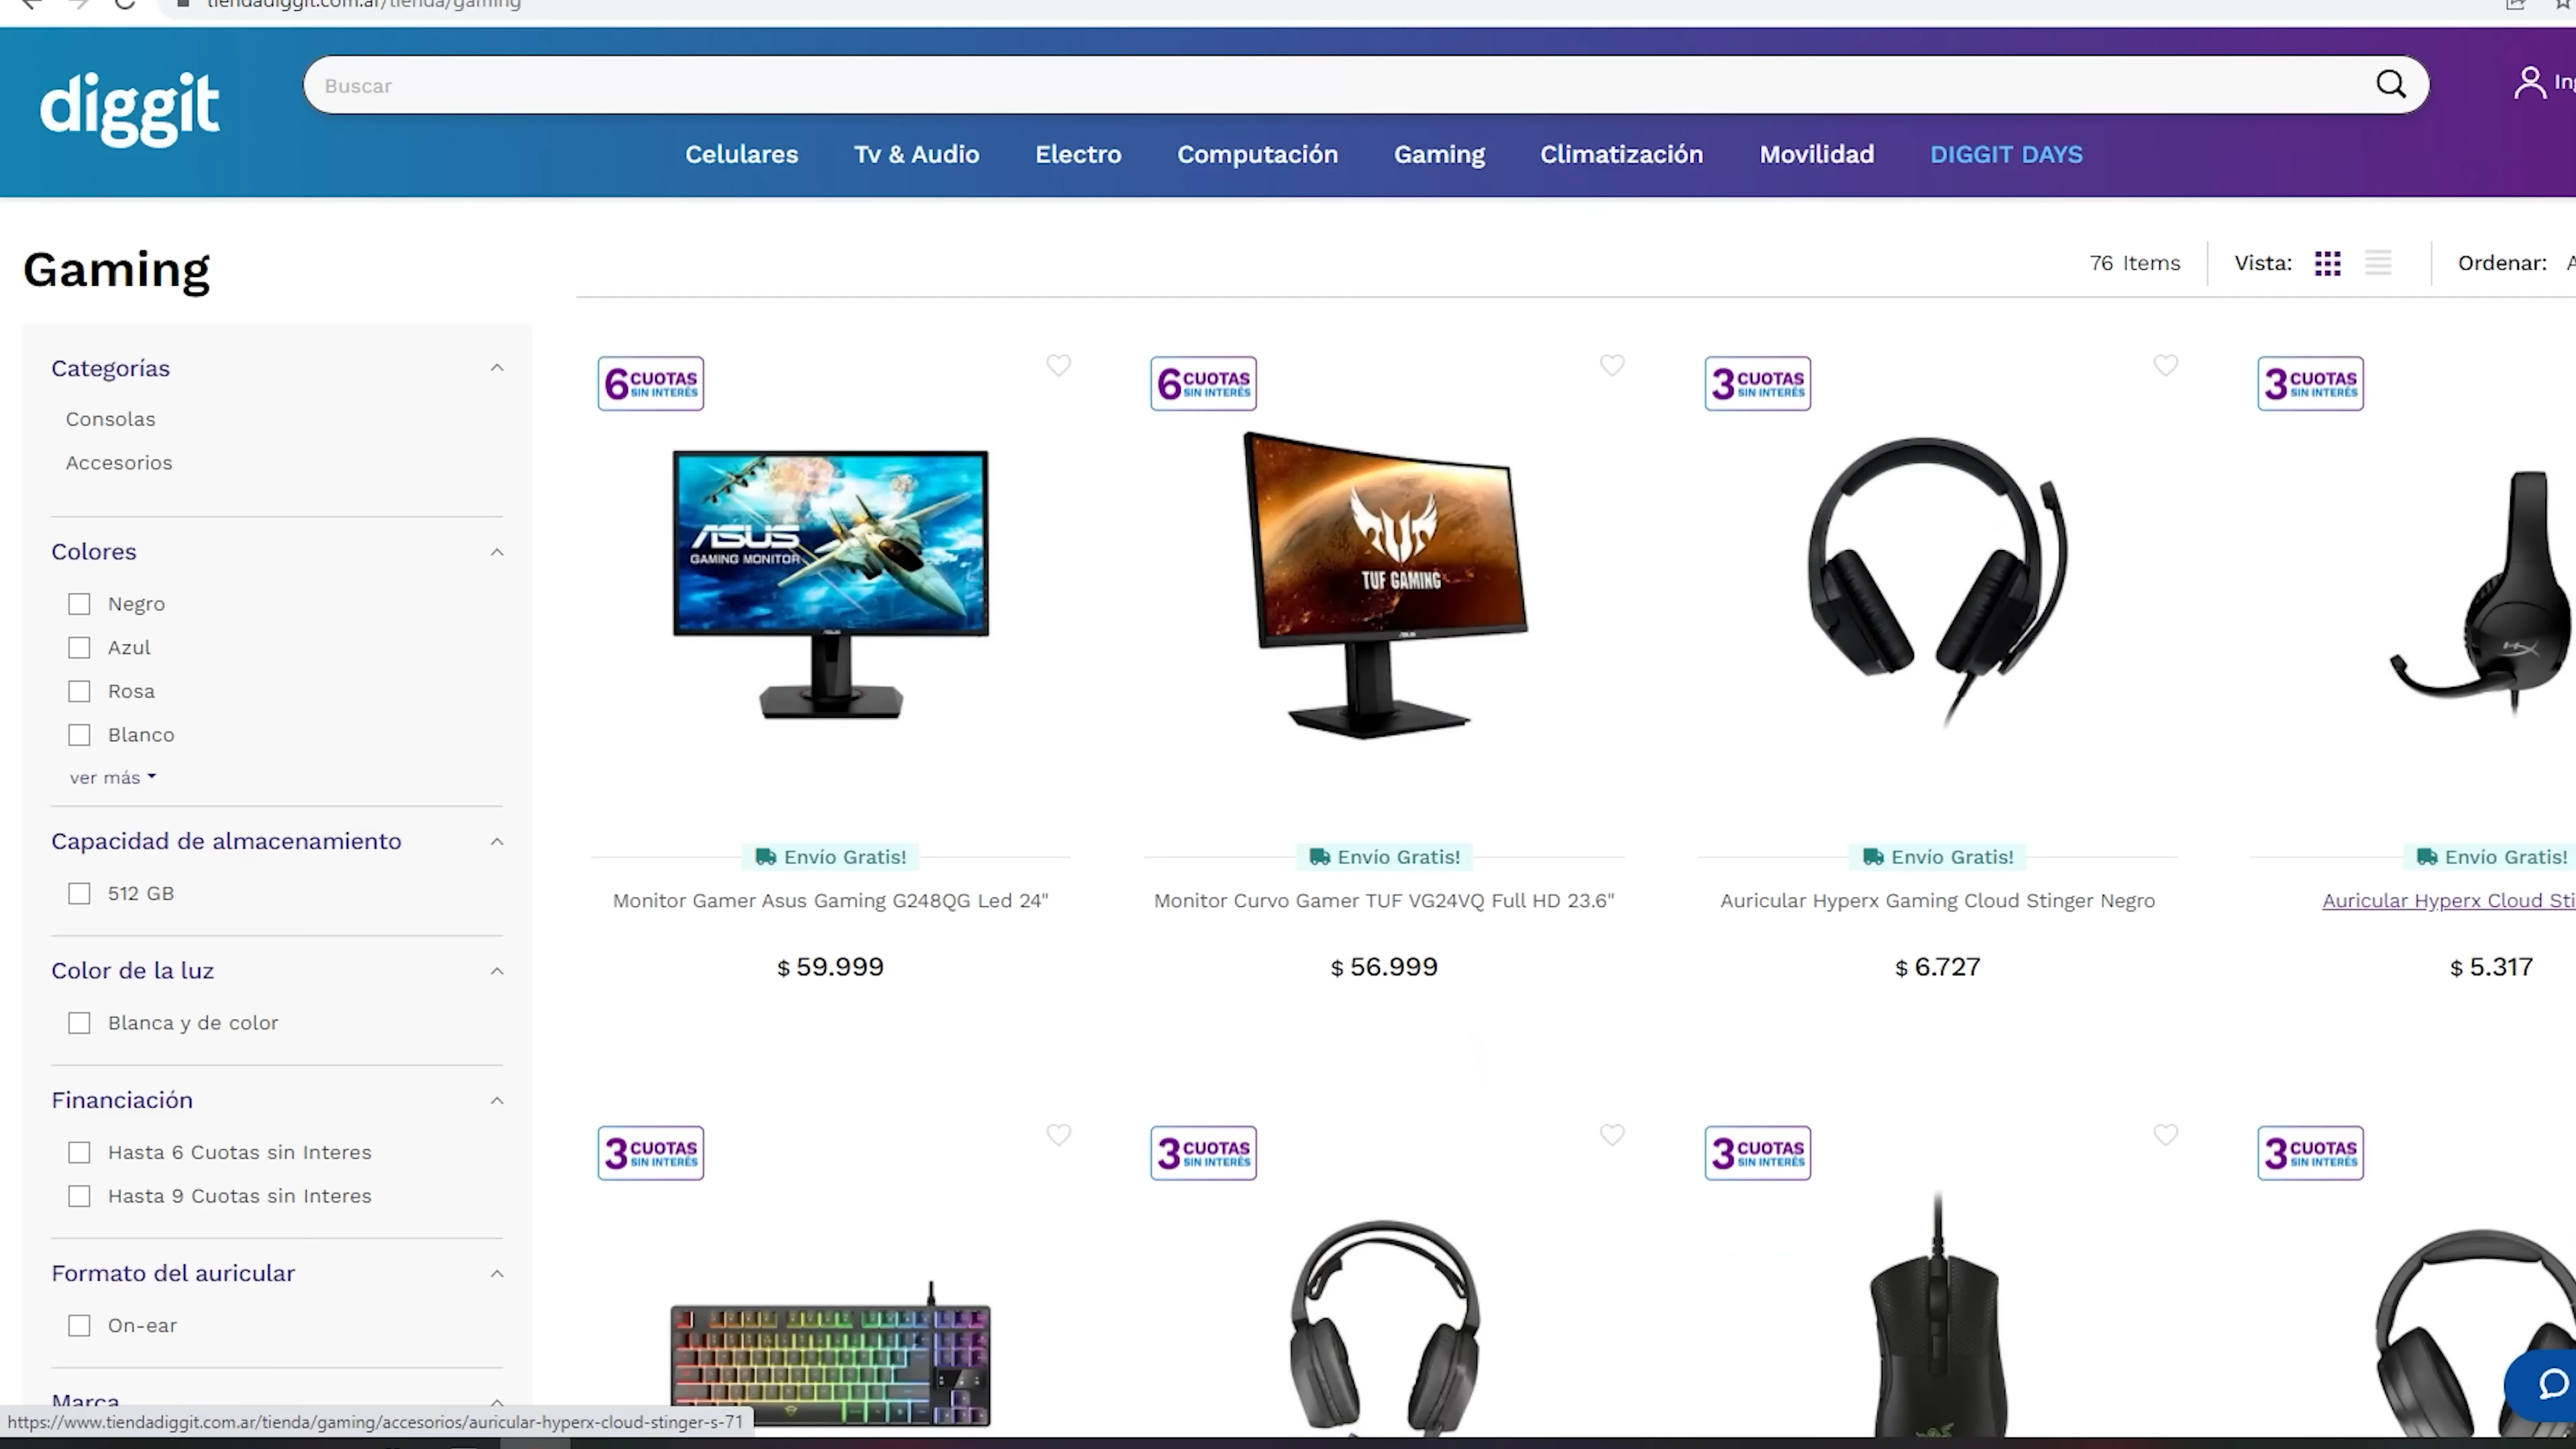 tiendadiggit.com.ar/tienda/gaming
diggit
Buscar
Celulares
Tv & Audio
Electro
Computación
Gaming
Climatización
Movilidad
DIGGIT DAYS
Gaming
76 Items
Vista:
Ordenar:
Categorías
Consolas
Accesorios
Colores
Negro
Azul
Rosa
Blanco
ver más
Capacidad de almacenamiento
512 GB
Color de la luz
Blanca y de color
Financiación
Hasta 6 Cuotas sin Interes
Hasta 9 Cuotas sin Interes
Formato del auricular
On-ear
Marca
6 CUOTAS
SIN INTERÉS
ASUS
GAMING MONITOR
Envío Gratis!
Monitor Gamer Asus Gaming G248QG Led 24"
$ 59.999
6 CUOTAS
SIN INTERÉS
TUF GAMING
Envío Gratis!
Monitor Curvo Gamer TUF VG24VQ Full HD 23.6"
$ 56.999
3 CUOTAS
SIN INTERÉS
Envío Gratis!
Auricular Hyperx Gaming Cloud Stinger Negro
$ 6.727
3 CUOTAS
SIN INTERÉS
HX
Envío Gratis!
Auricular Hyperx Cloud Sti
$ 5.317
3 CUOTAS
SIN INTERÉS
3 CUOTAS
SIN INTERÉS
3 CUOTAS
SIN INTERÉS
3 CUOTAS
SIN INTERÉS
https://www.tiendadiggit.com.ar/tienda/gaming/accesorios/auricular-hyperx-cloud-stinger-s-71